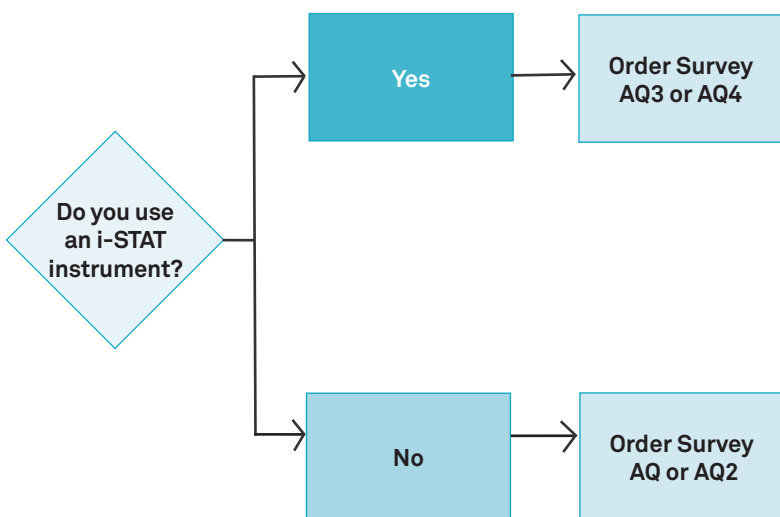 Do you use
an i-STAT
instrument?
Yes
Order Survey
AQ3 or AQ4
No
Order Survey
AQ or AQ2